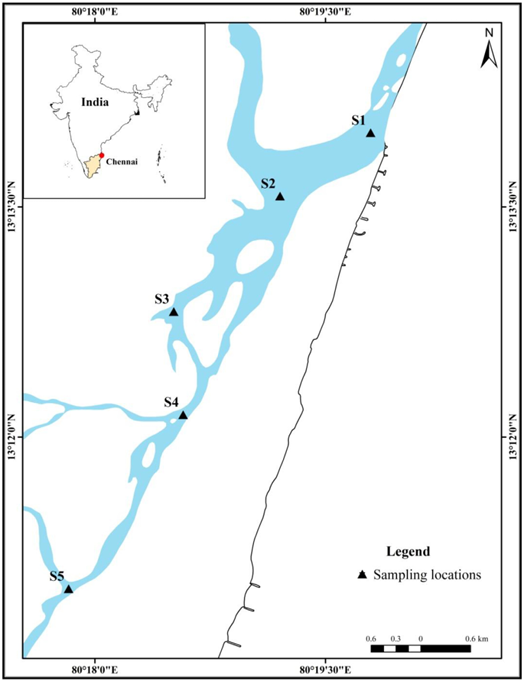 80°18'0"E 80°19'30"E
N
India
Chennai
S1
S2
13°13'30"N 13°13'30"N
S3
S4
13°12'0"N 13°12'0"N
S5
Legend
Sampling locations
0.6 0.3 0 0.6 km
80°18'0"E 80°19'30"E